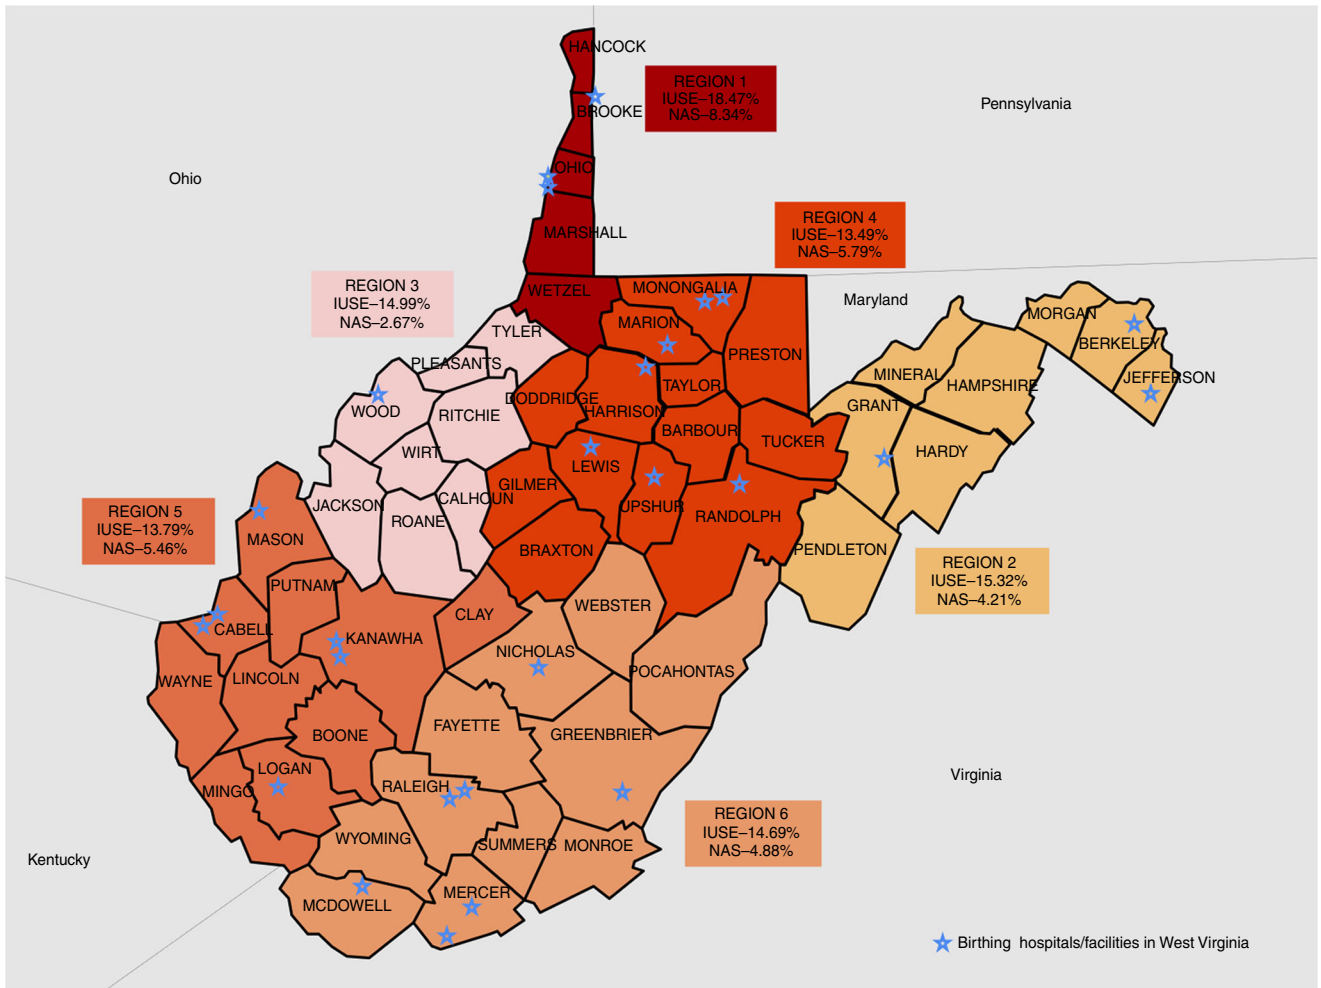 HANCOCK
REGION 1
IUSE–18.47%
NAS–8.34%
Pennsylvania
BROOKE
OHIO
Ohio
REGION 4
IUSE–13.49%
NAS–5.79%
MARSHALL
REGION 3
IUSE–14.99%
NAS–2.67%
WETZEL
MONONGALIA
Maryland
MORGAN
MARION
TYLER
BERKELEY
PRESTON
PLEASANTS
MINERAL
JEFFERSON
TAYLOR
HAMPSHIRE
DODDRIDGE
GRANT
WOOD
RITCHIE
HARRISON
BARBOUR
TUCKER
WIRT
HARDY
LEWIS
GILMER
CALHOUN
JACKSON
UPSHUR
RANDOLPH
ROANE
REGION 5
IUSE–13.79%
NAS–5.46%
MASON
BRAXTON
PENDLETON
REGION 2
IUSE–15.32%
NAS–4.21%
PUTNAM
WEBSTER
CLAY
CABELL
KANAWHA
NICHOLAS
POCAHONTAS
WAYNE
LINCOLN
FAYETTE
BOONE
GREENBRIER
LOGAN
Virginia
RALEIGH
MINGO
REGION 6
IUSE–14.69%
NAS–4.88%
WYOMING
SUMMERS
MONROE
Kentucky
MERCER
MCDOWELL
Birthing hospitals/facilities in West Virginia